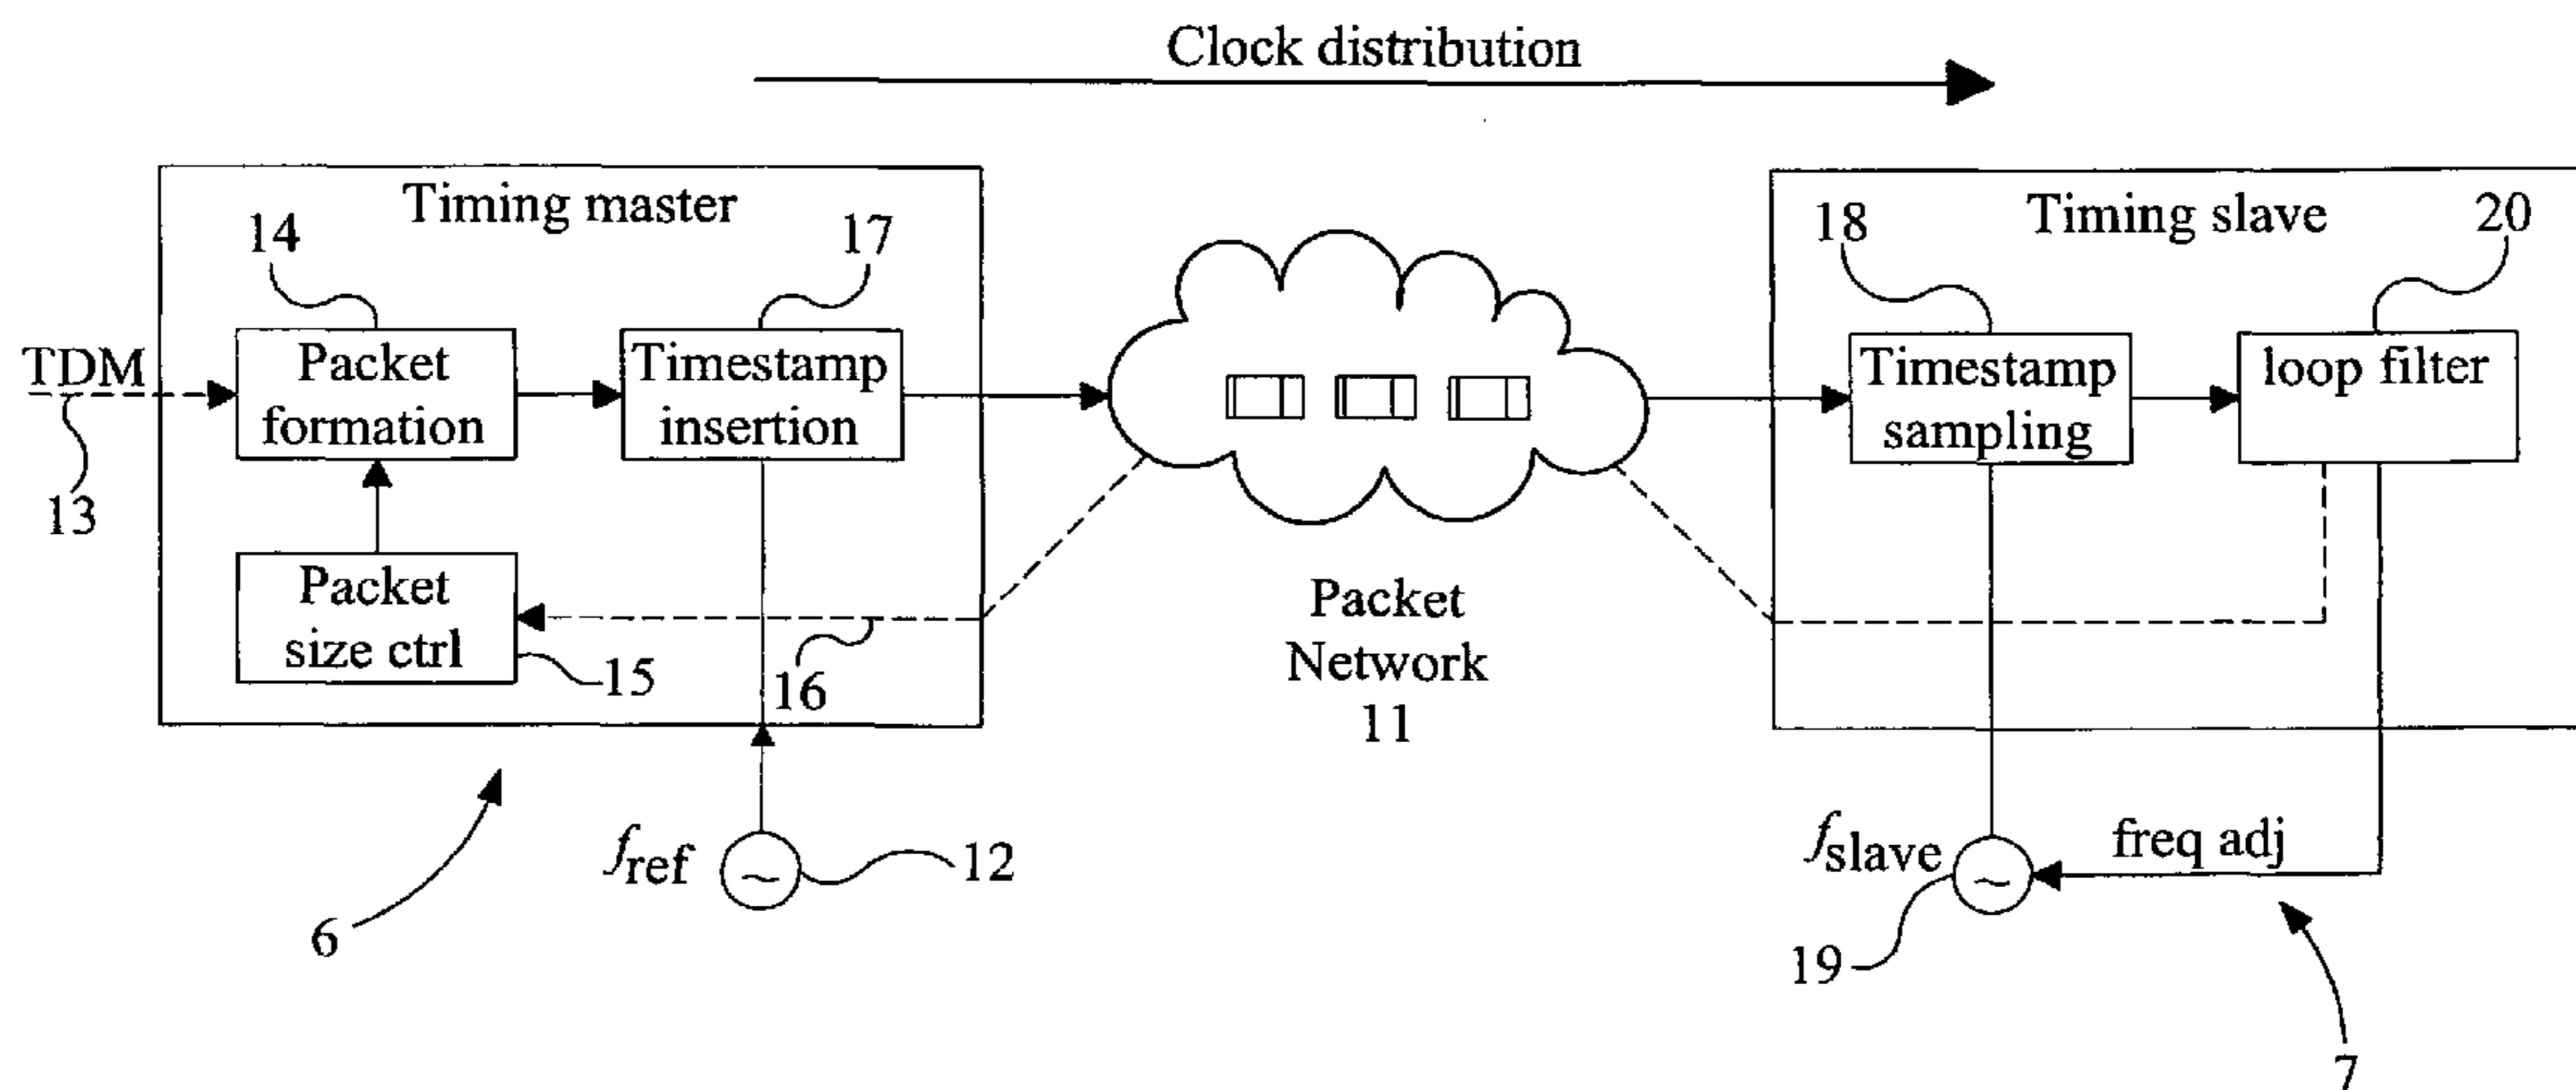 Clock distribution
Timing master
14
17
TDM
13
Packet
formation
Timestamp
insertion
Packet
size ctrl
15
16
fref
12
6
Packet
Network
11
Timing slave
18
20
Timestamp
sampling
loop filter
fslave
freq adj
19
7